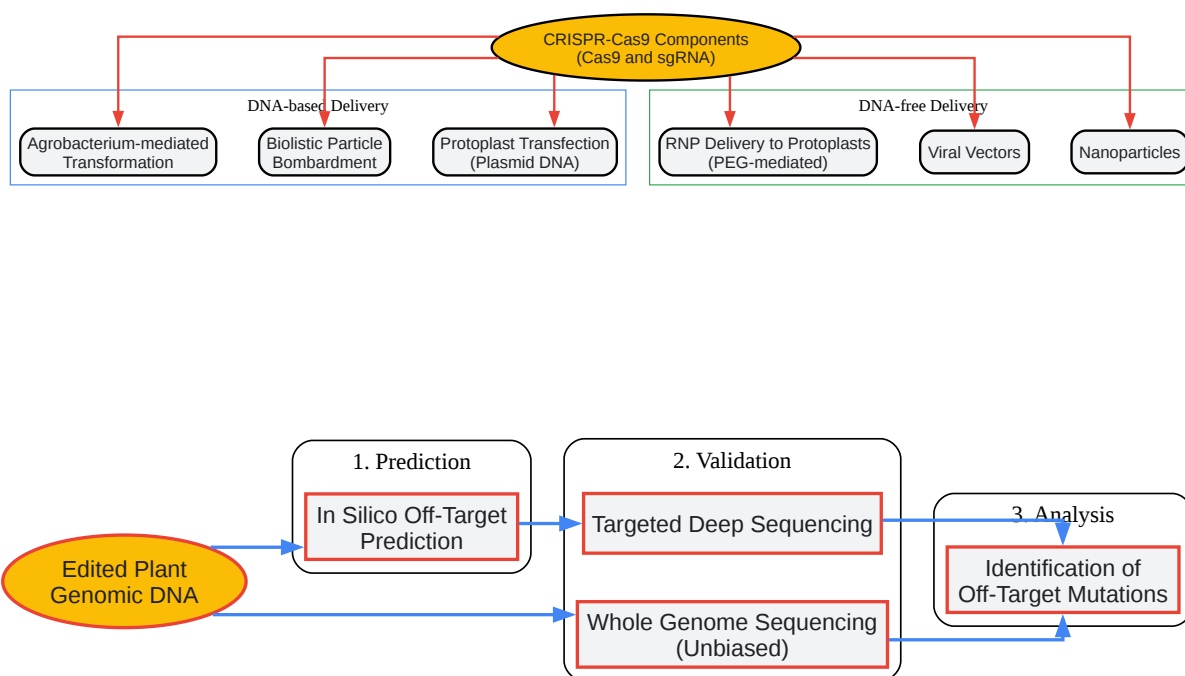 CRISPR-Cas9 Components
(Cas9 and sgRNA)
DNA-based Delivery
DNA-free Delivery
Agrobacterium-mediated
Transformation
Biolistic Particle
Bombardment
Protoplast Transfection
(Plasmid DNA)
RNP Delivery to Protoplasts
(PEG-mediated)
Viral Vectors
Nanoparticles
1. Prediction
In Silico Off-Target
Prediction
2. Validation
Targeted Deep Sequencing
3. Analysis
Edited Plant
Genomic DNA
Identification of
Off-Target Mutations
Whole Genome Sequencing
(Unbiased)